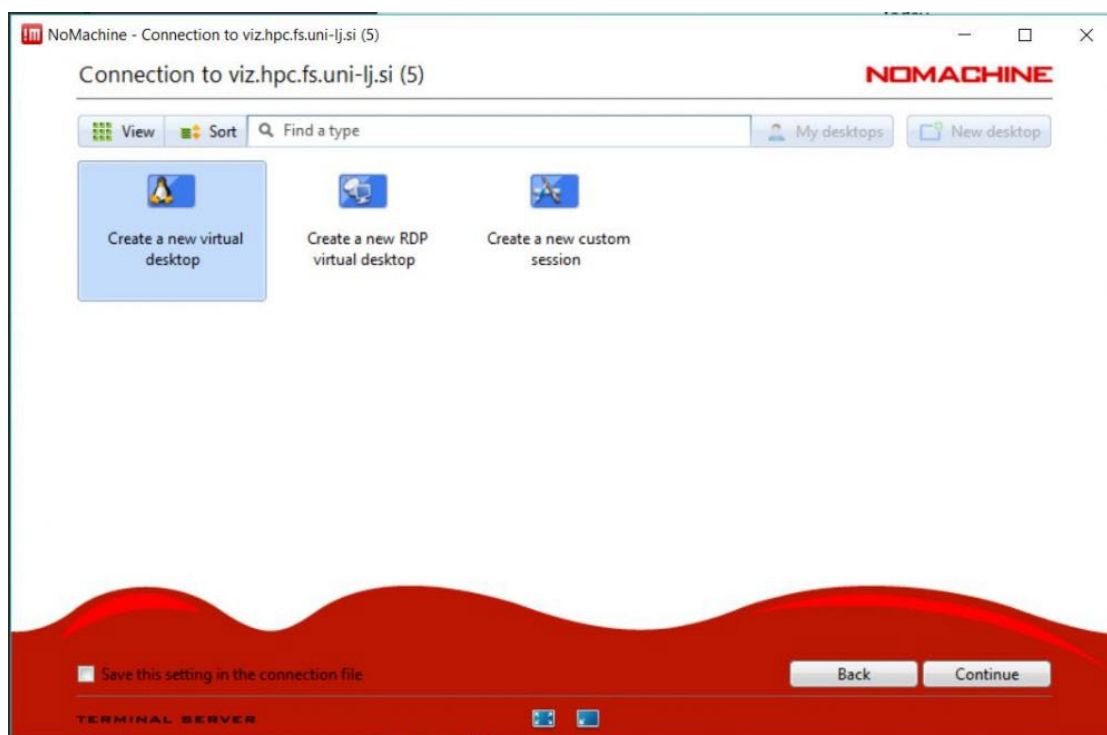 NoMachine - Connection to viz.hpc.fs.uni-lj.si (5)
Connection to viz.hpc.fs.uni-lj.si (5)
NOMACHINE
View
Sort
Find a type
My desktops
New desktop
Create a new virtual
desktop
Create a new RDP
virtual desktop
Create a new custom
session
Save this setting in the connection file
Back
Continue
TERMINAL SERVER